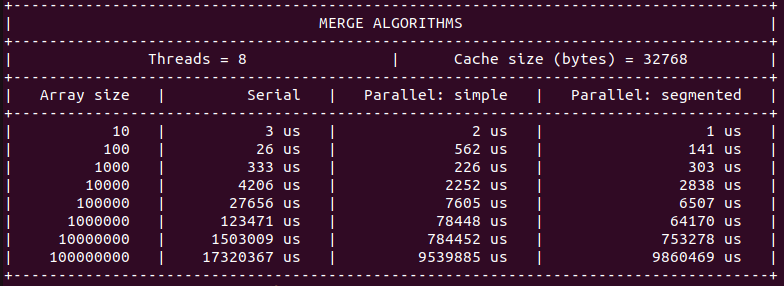 MERGE ALGORITHMS
Threads = 8 | Cache size (bytes) = 32768
| Array size | Serial | Parallel: simple | Parallel: segmented |
| 10 | 3 us | 2 us | 1 us |
| 100 | 26 us | 562 us | 141 us |
| 1000 | 333 us | 226 us | 303 us |
| 10000 | 4206 us | 2252 us | 2838 us |
| 100000 | 27656 us | 7605 us | 6507 us |
| 1000000 | 123471 us | 78448 us | 64170 us |
| 10000000 | 1503009 us | 784452 us | 753278 us |
| 100000000 | 17320367 us | 9539885 us | 9860469 us |